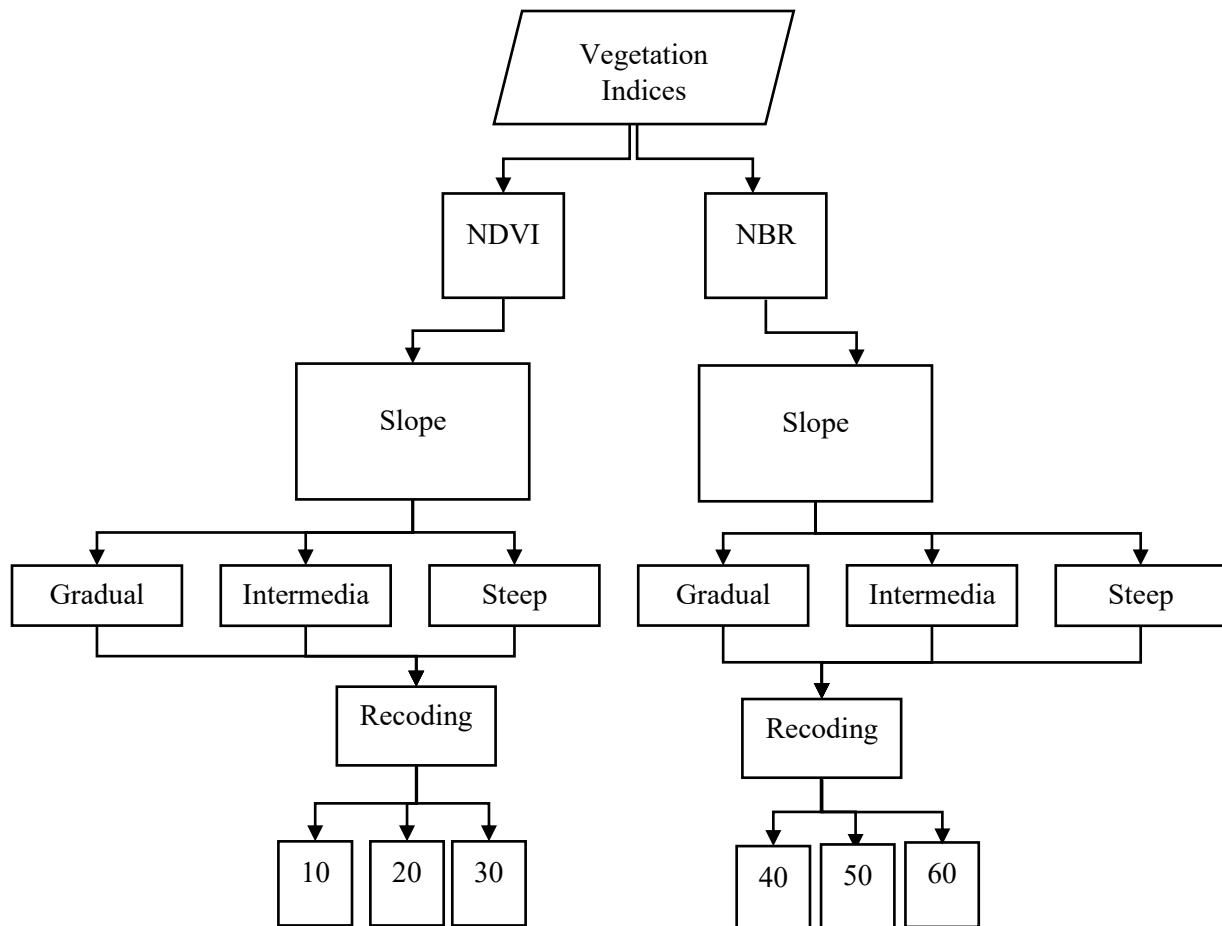 Vegetation
Indices
NDVI
NBR
Slope
Slope
Gradual
Intermedia
Steep
Gradual
Intermedia
Steep
Recoding
Recoding
10
20
30
40
50
60